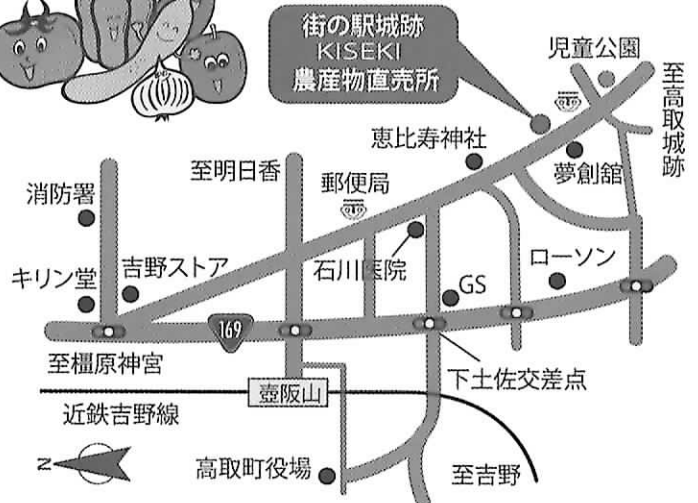 街の駅城跡
KISEKI
農産物直売所
児童公園
至高取城跡
恵比寿神社
夢創舘
至明日香
郵便局
消防署
石川医院
ローソン
キリン堂
吉野ストア
GS
169
至橿原神宮
下土佐交差点
壺阪山
近鉄吉野線
N
高取町役場
至吉野